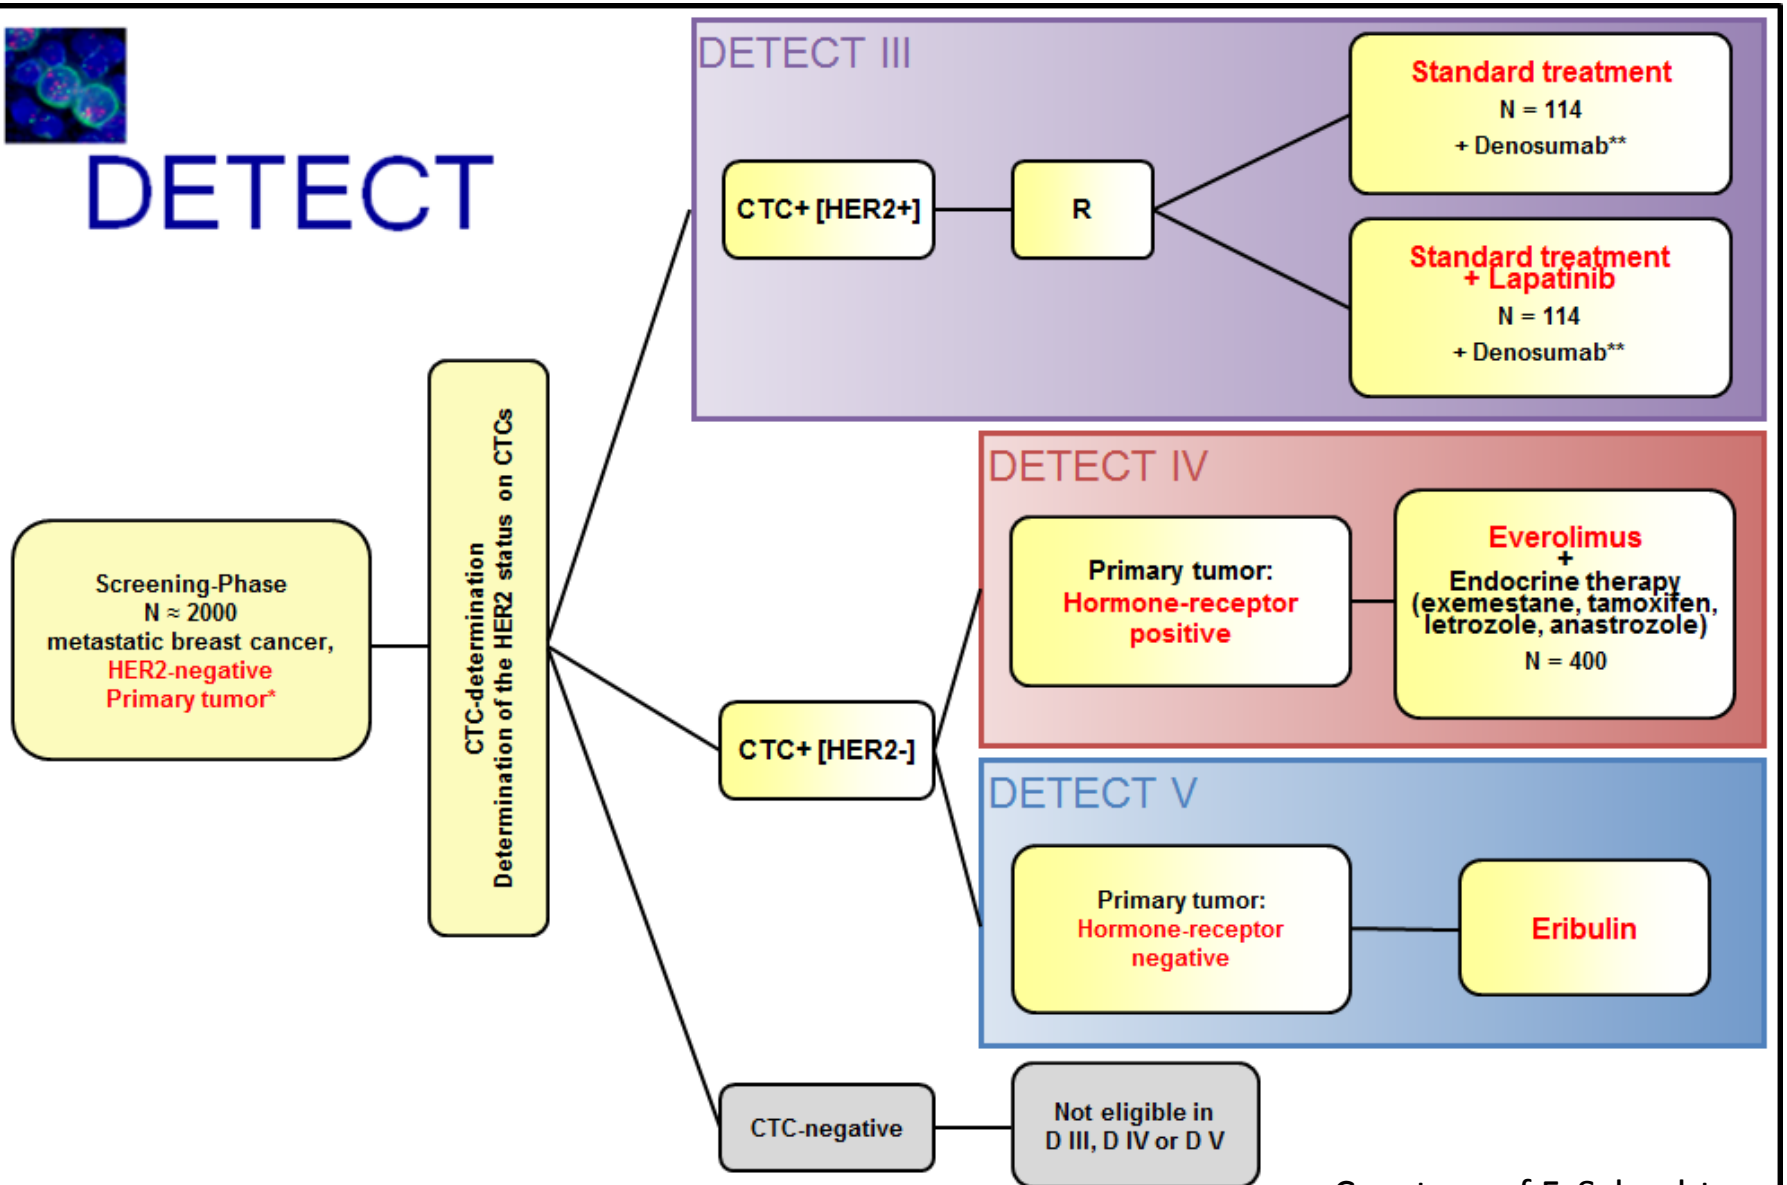 DETECT
Screening-Phase
N ≈ 2000
metastatic breast cancer,
HER2-negative
Primary tumor*
CTC-determination
Determination of the HER2 status on CTCs
DETECT III
CTC+ [HER2+]
R
Standard treatment
N = 114
+ Denosumab**
Standard treatment
+ Lapatinib
N = 114
+ Denosumab**
CTC+ [HER2-]
DETECT IV
Primary tumor:
Hormone-receptor
positive
Everolimus
+
Endocrine therapy
(exemestane, tamoxifen,
letrozole, anastrozole)
N = 400
DETECT V
Primary tumor:
Hormone-receptor
negative
Eribulin
CTC-negative
Not eligible in
D III, D IV or D V